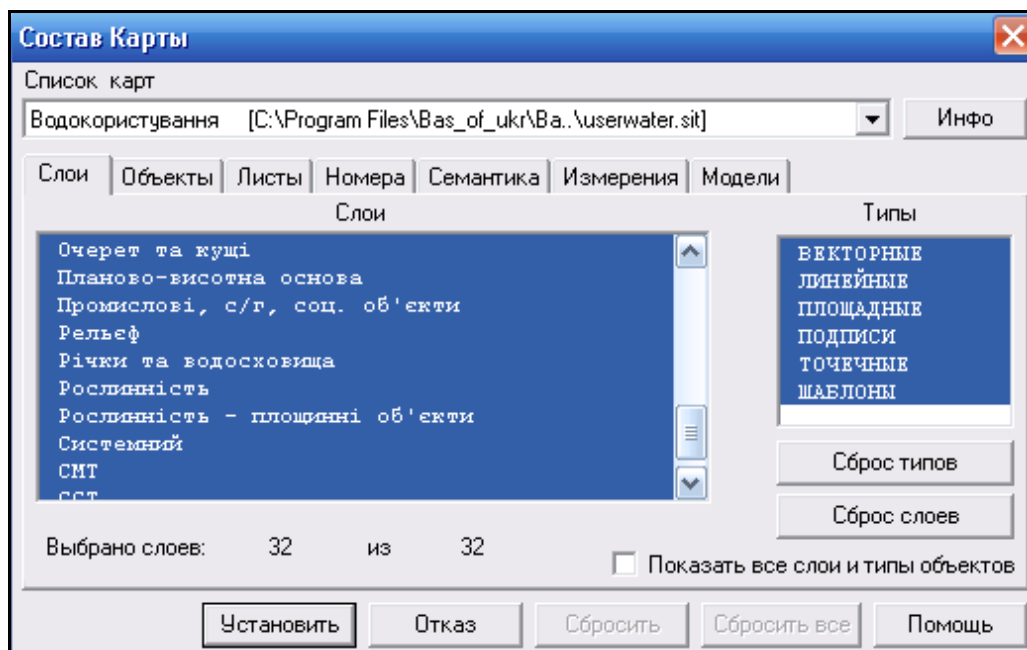 Состав Карты
Список карт
Водокористування [C:\Program Files\Bas_of_ukr\Ba..\userwater.sit]
Инфо
Слои Объекты Листы Номера Семантика Измерения Модели
Слои
Очерет та кущі
Планово-висотна основа
Промислові, с/г, соц. об'єкти
Рельєф
Річки та водосховища
Рослинність
Рослинність - площинні об'єкти
Системний
СМТ
Типы
ВЕКТОРНЫЕ
ЛИНЕЙНЫЕ
ПЛОЩАДНЫЕ
ПОДПИСИ
ТОЧЕЧНЫЕ
ШАБЛОНЫ
Сброс типов
Сброс слоев
Выбрано слоев: 32 из 32
Показать все слои и типы объектов
Установить Отказ Сбросить Сбросить все Помощь